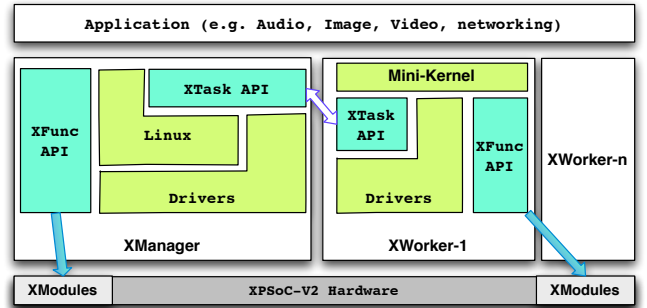 Application (e.g. Audio, Image, Video, networking)
XFunc
API
XTask API
Linux
Drivers
XManager
Mini-Kernel
XTask
API
XFunc
API
Drivers
XWorker-1
XWorker-n
XModules
XPSoC-V2 Hardware
XModules